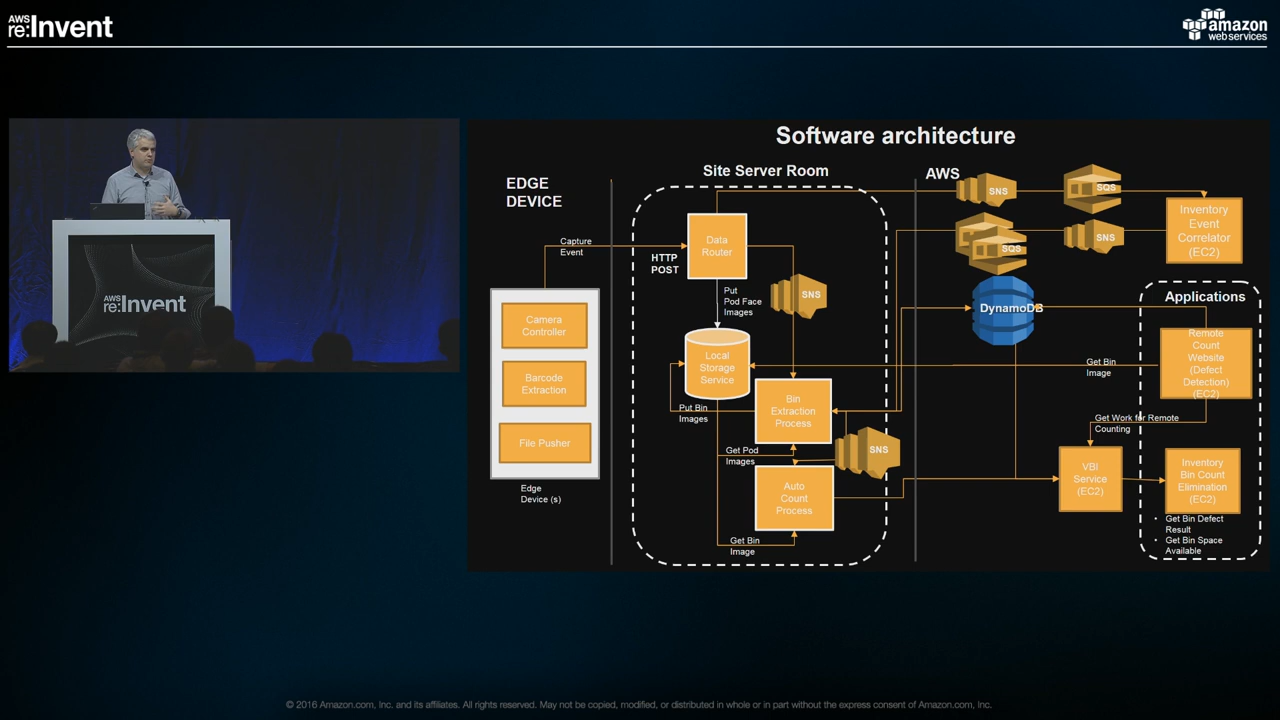 AWS
re:Invent
amazon
web services
AWS
re:Invent
Software architecture
EDGE
DEVICE
Site Server Room
AWS
SNS
SQS
Inventory
Event
Correlator
(EC2)
SQS
SNS
Capture
Event
HTTP
POST
Data
Router
Put
Pod Face
Images
SNS
DynamoDB
Applications
Camera
Controller
Barcode
Extraction
File Pusher
Edge
Device (s)
Local
Storage
Service
Get Bin
Image
Remote
Count
Website
(Defect
Detection)
(EC2)
Put Bin
Images
Bin
Extraction
Process
Get Work for Remote
Counting
Get Pod
Images
SNS
Auto
Count
Process
VBI
Service
(EC2)
Inventory
Bin Count
Elimination
(EC2)
Get Bin
Image
• Get Bin Defect
Result
• Get Bin Space
Available
© 2016 Amazon.com, Inc. and its affiliates. All rights reserved. May not be copied, modified, or distributed in whole or in part without the express consent of Amazon.com, Inc.